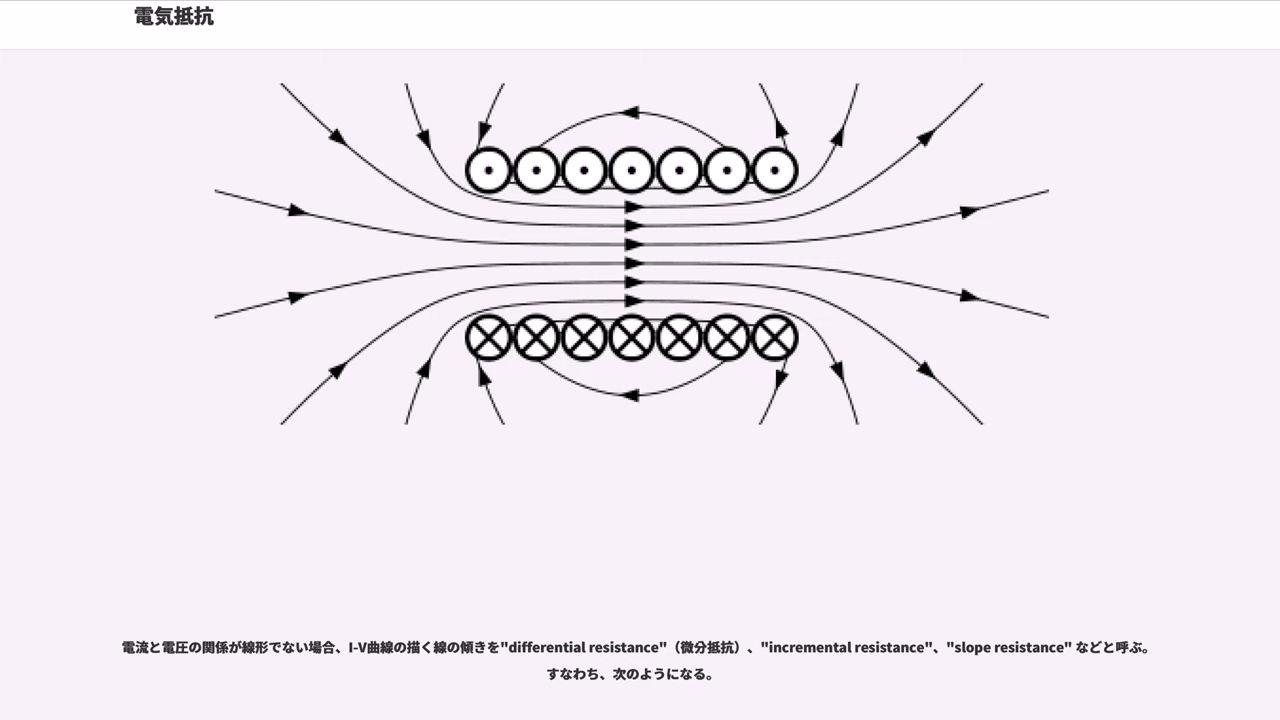 電気抵抗
電流と電圧の関係が線形でない場合、I-V曲線の描く線の傾きを"differential resistance"（微分抵抗）、"incremental resistance"、"slope resistance" などと呼ぶ。
すなわち、次のようになる。